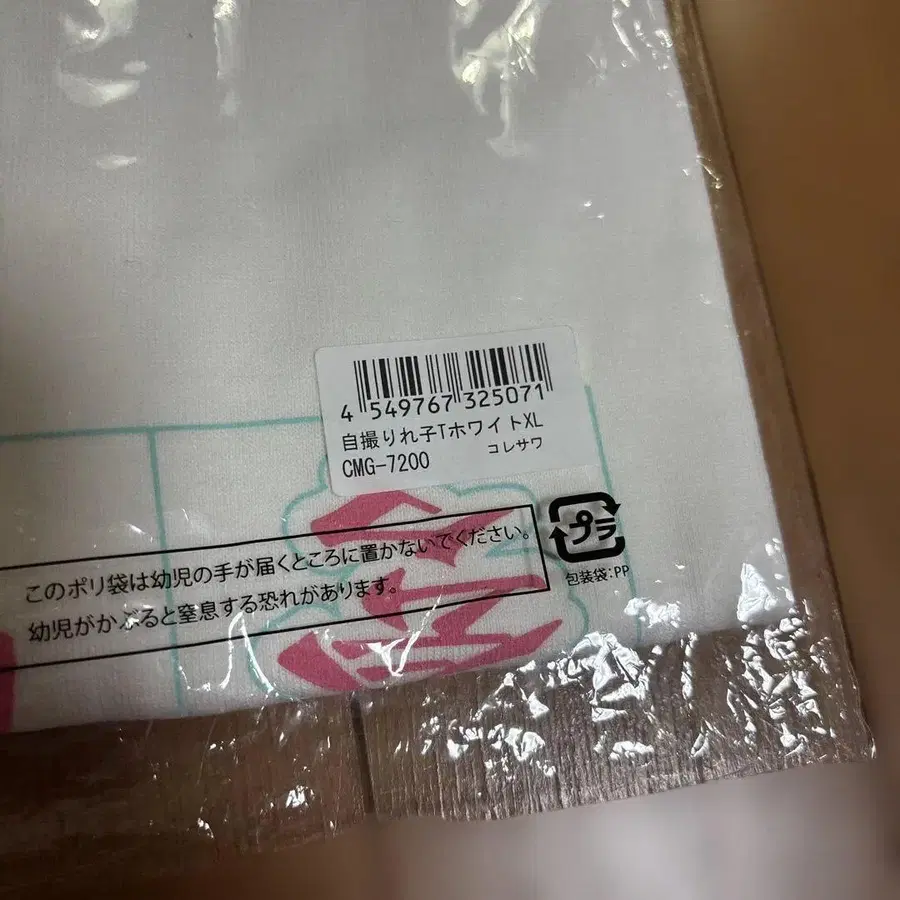 4 549767 325071
自撮りれ子TホワイトXL
CMG-7200 コレサワ
プラ
包装袋:PP
このポリ袋は幼児の手が届くところに置かないでください。
幼児がかぶると窒息する恐れがあります。